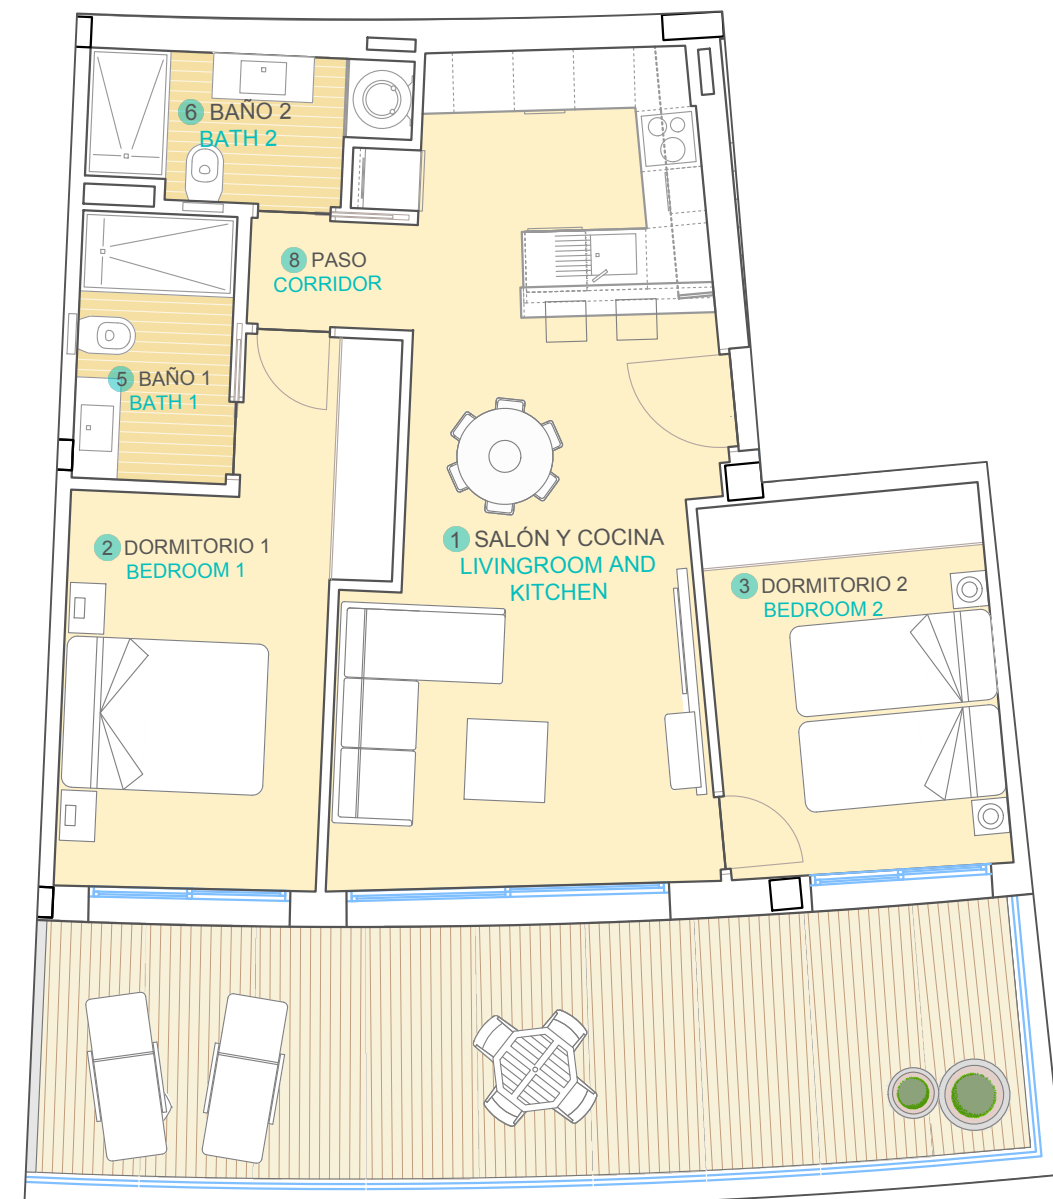 6 BAÑO 2
BATH 2
8 PASO
CORRIDOR
5 BAÑO 1
BATH 1
2 DORMITORIO 1
BEDROOM 1
1 SALÓN Y COCINA
LIVINGROOM AND
KITCHEN
3 DORMITORIO 2
BEDROOM 2